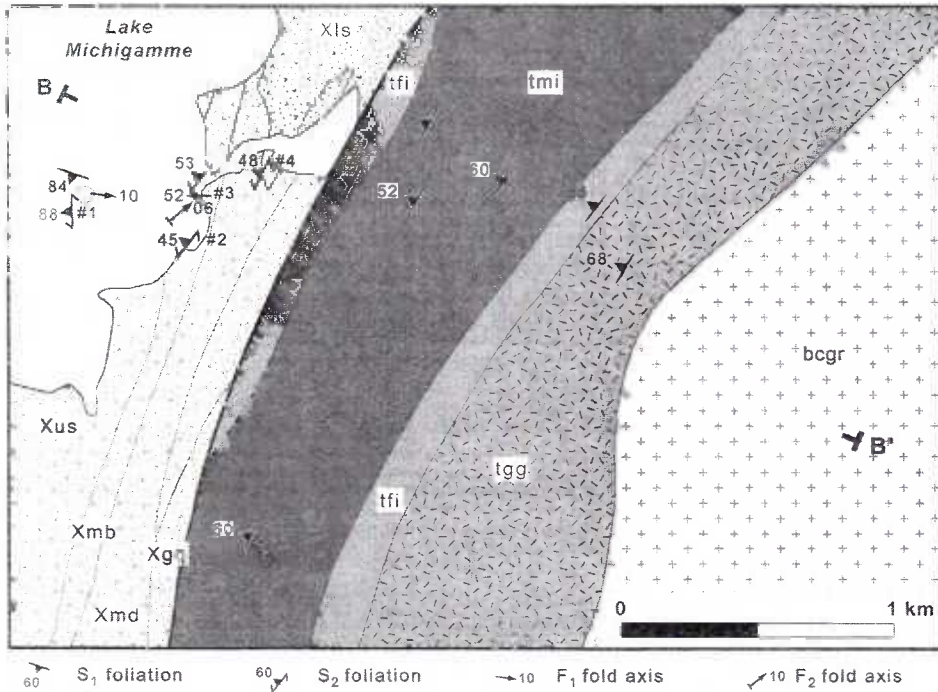 Lake
Michigamme
Xls
B
tfi
tmi
53
48 #4
84
10
52 #3
52
60
88 #1
06
45 #2
68
bcgr
Xus
B'
tgg
tfi
60
Xmb
Xgq
Xmd
0 1 km
60 S₁ foliation 60 S₂ foliation 10 F₁ fold axis 10 F₂ fold axis